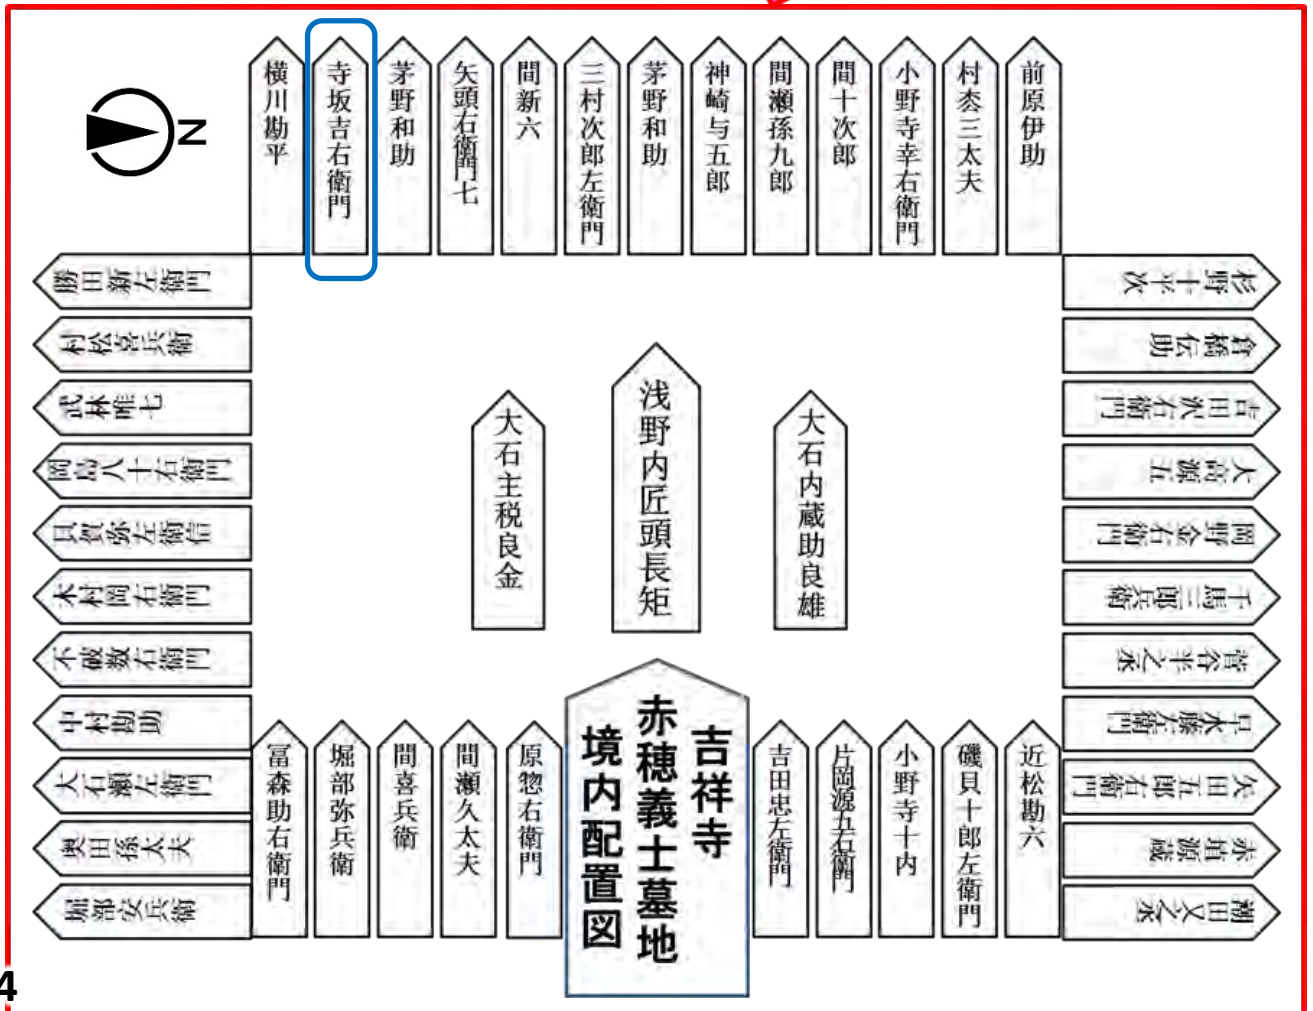 N
横川勘平
寺坂吉右衛門
茅野和助
矢頭右衛門七
間新六
三村次郎左衛門
茅野和助
神崎与五郎
間瀬孫九郎
間十次郎
小野寺幸右衛門
村枩三太夫
前原伊助
勝田新左衛門
村松喜兵衛
武林唯七
岡島八十右衛門
貝賀弥左衛信
木村岡右衛門
不破数右衛門
中村勘助
大石瀬左衛門
奥田孫太夫
堀部安兵衛
杉野十平次
倉橋伝助
吉田沢右衛門
大高源五
岡野金右衛門
千馬三郎兵衛
菅谷半之丞
早水藤左衛門
矢田五郎右衛門
赤埴源蔵
潮田又之丞
大石主税良金
浅野内匠頭長矩
大石内蔵助良雄
富森助右衛門
堀部弥兵衛
間喜兵衛
間瀬久太夫
原惣右衛門
吉祥寺
赤穂義士墓地
境内配置図
吉田忠左衛門
片岡源五右衛門
小野寺十内
磯貝十郎左衛門
近松勘六
4